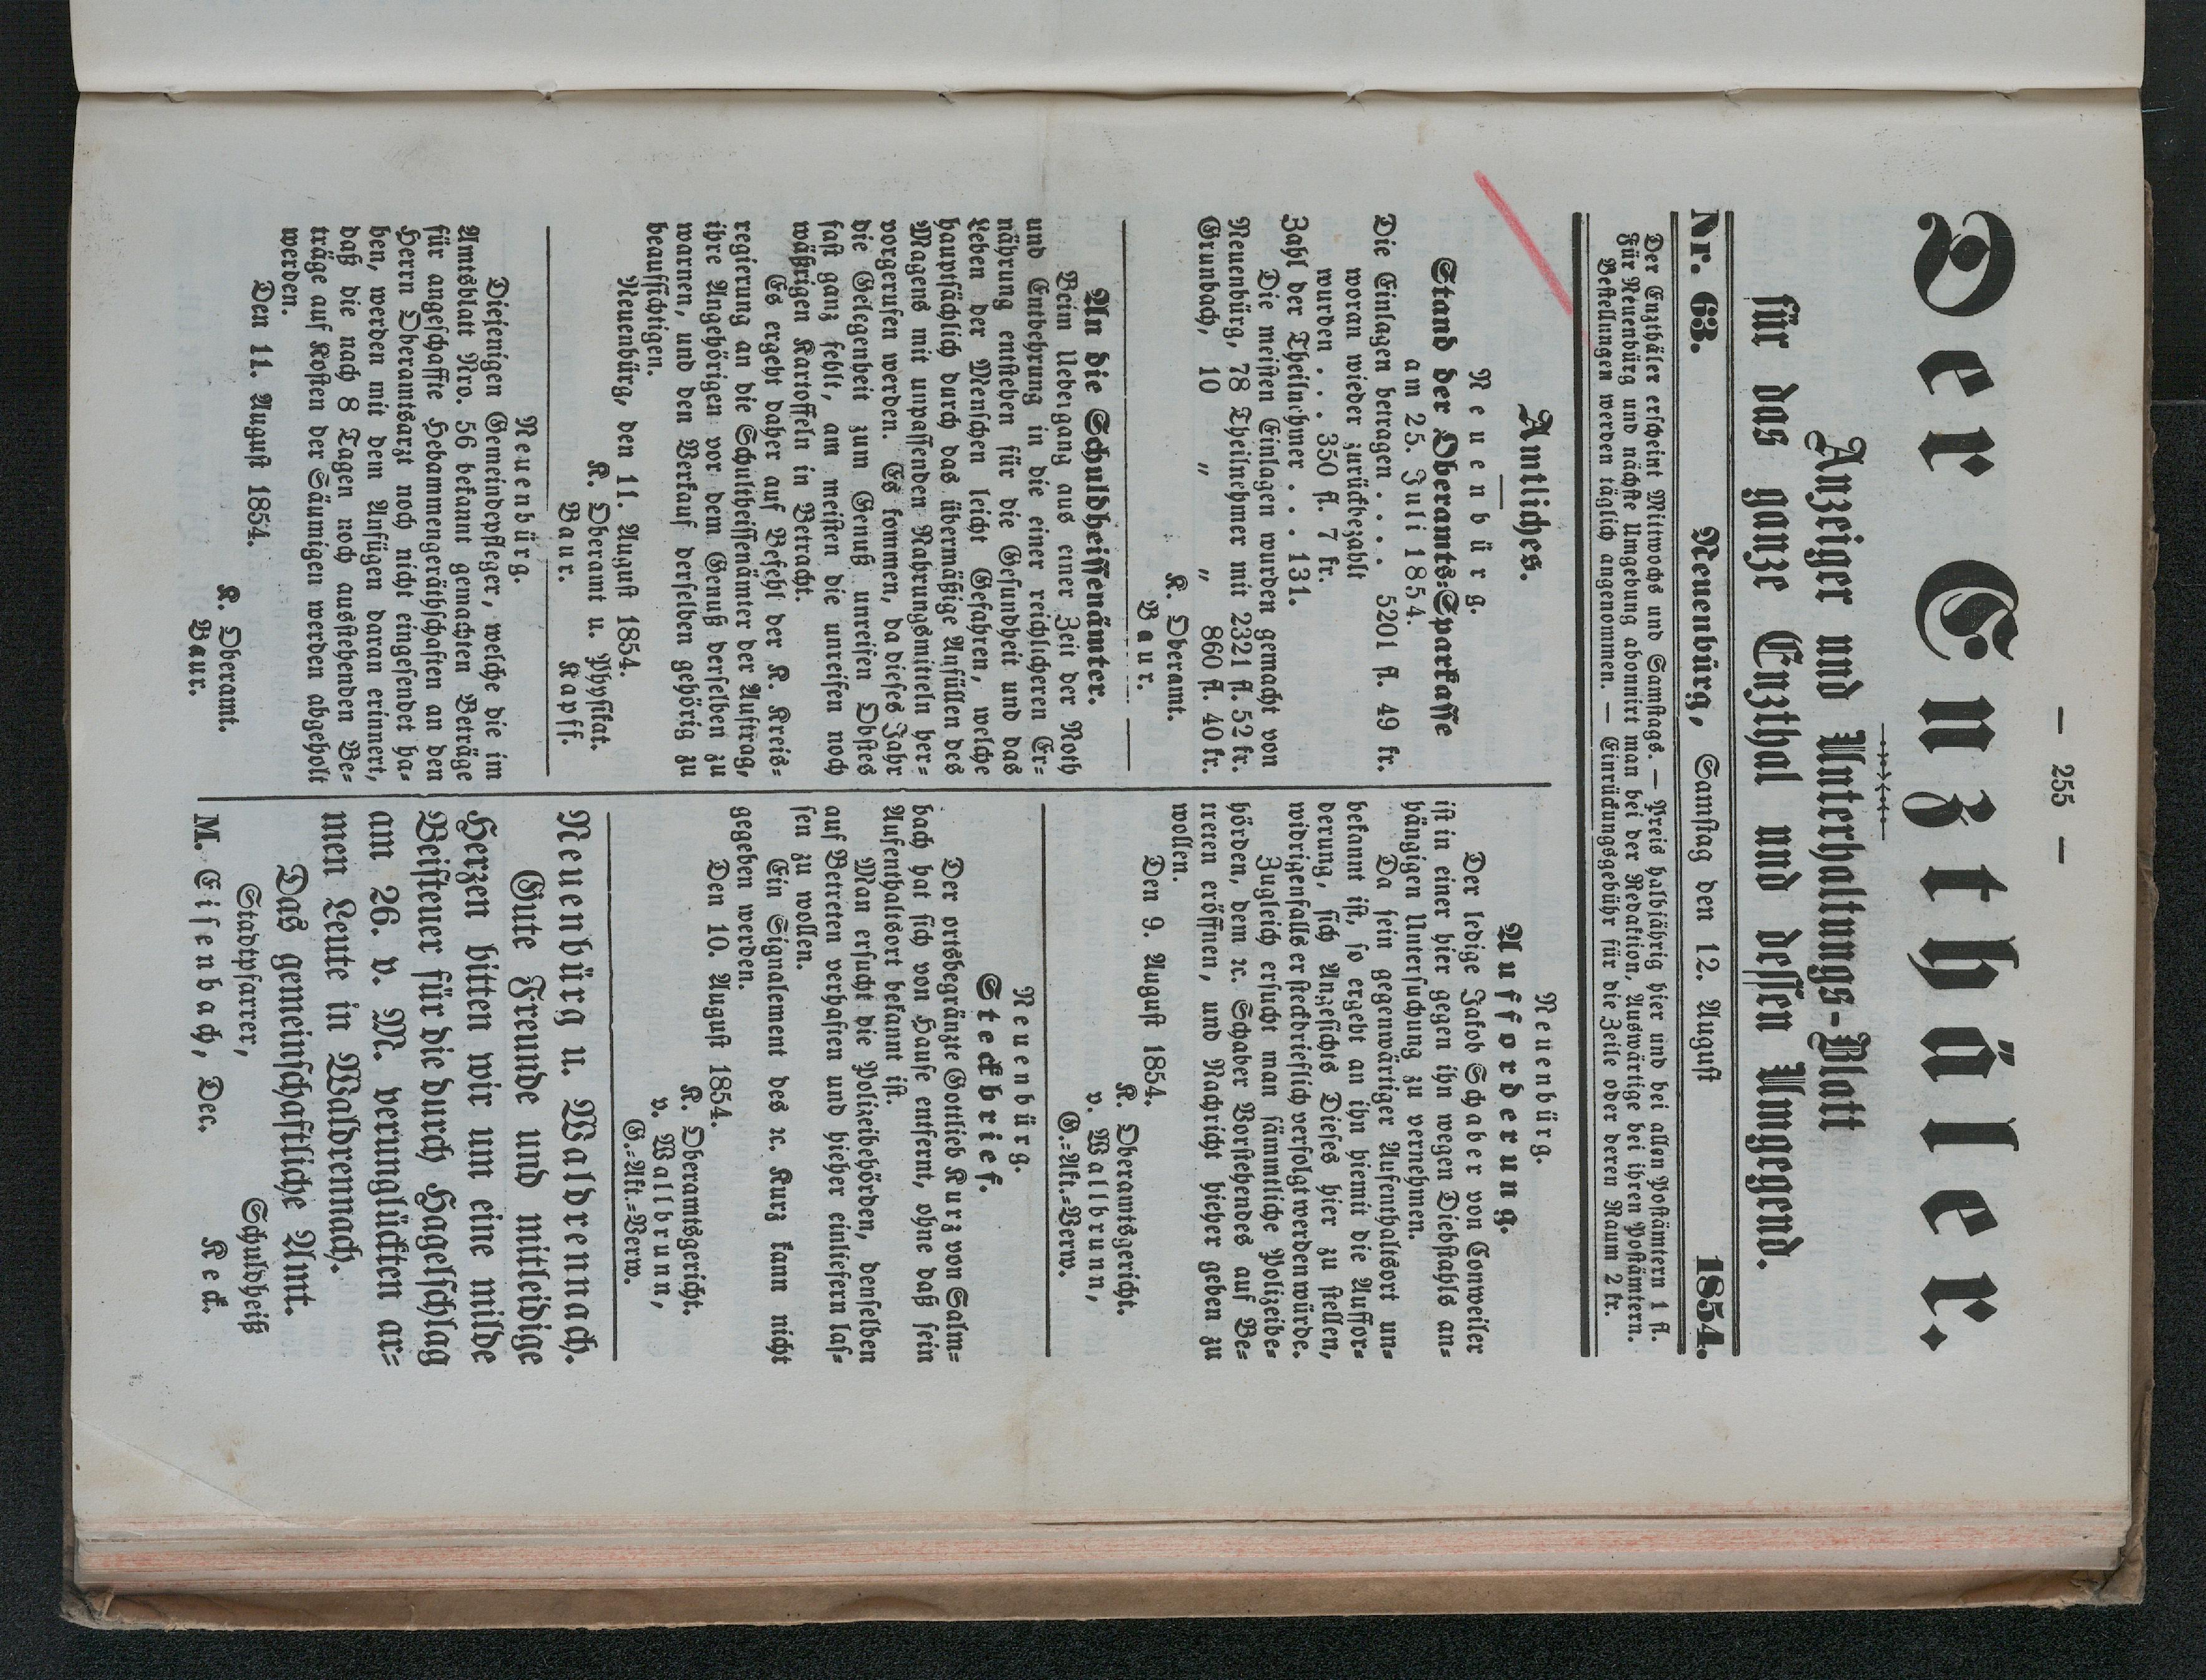 — 255 —
Der Enzthäler.
Anzeiger und Unterhaltungs-Blatt
für das ganze Enzthal und dessen Umgegend.
Nr. 63. Neuenbürg, Samstag den 12. August 1854.
Der Enzthäler erscheint Mittwochs und Samstags. — Preis halbjährig hier und bei allen Postämtern 1 fl.
Für Neuenbürg und nächste Umgebung abonnirt man bei der Redaktion, Auswärtige bei ihren Postämtern.
Bestellungen werden täglich angenommen. — Einrückungsgebühr für die Zeile oder deren Raum 2 kr.
Amtliches.
Neuenbürg.
Stand der Oberamts-Sparkasse
am 25. Juli 1854.
Die Einlagen betragen . . . . 5201 fl. 49 kr.
woran wieder zurückbezahlt
wurden . . . 350 fl. 7 kr.
Zahl der Theilnehmer . . . 131.
Die meisten Einlagen wurden gemacht von
Neuenbürg, 78 Theilnehmer mit 2321 fl. 52 kr.
Grunbach, 10 „ „ 860 fl. 40 kr.
K. Oberamt.
Baur.
An die Schuldheissenämter.
Beim Uebergang aus einer Zeit der Noth
und Entbehrung in die einer reichlicheren Er-
nährung entstehen für die Gesundheit und das
Leben der Menschen leicht Gefahren, welche
hauptsächlich durch das übermäßige Anfüllen des
Magens mit unpassenden Nahrungsmitteln her-
vorgerufen werden. Es kommen, da dieses Jahr
die Gelegenheit zum Genuß unreifen Obstes
fast ganz fehlt, am meisten die unreifen noch
wäßrigen Kartoffeln in Betracht.
Es ergeht daher auf Befehl der K. Kreis-
regierung an die Schultheissenämter der Auftrag,
ihre Angehörigen vor dem Genuß derselben zu
warnen, und den Verkauf derselben gehörig zu
beaufsichtigen.
Neuenbürg, den 11. August 1854.
K. Oberamt u. Physikat.
Baur. Kapff.
Neuenbürg.
Diejenigen Gemeindepfleger, welche die im
Amtsblatt Nro. 56 bekannt gemachten Beträge
für angeschaffte Hebammengeräthschaften an den
Herrn Oberamtsarzt noch nicht eingesendet ha-
ben, werden mit dem Anfügen daran erinnert,
daß die nach 8 Tagen noch ausstehenden Be-
träge auf Kosten der Säumigen werden abgeholt
werden.
Den 11. August 1854.
K. Oberamt.
Baur.
Neuenbürg.
Aufforderung.
Der ledige Jakob Schaber von Conweiler
ist in einer hier gegen ihn wegen Diebstahls an-
hängigen Untersuchung zu vernehmen.
Da sein gegenwärtiger Aufenthaltsort un-
bekannt ist, so ergeht an ihn hiemit die Auffor-
derung, sich Angesichts Dieses hier zu stellen,
widrigenfalls er steckbrieflich verfolgt werden würde.
Zugleich ersucht man sämmtliche Polizeibe-
hörden, dem ꝛc. Schaber Vorstehendes auf Be-
treten eröffnen, und Nachricht hieher geben zu
wollen.
Den 9. August 1854.
K. Oberamtsgericht.
v. Wallbrunn,
G.-Akt.-Verw.
Neuenbürg.
Steckbrief.
Der ortsbegränzte Gottlieb Kurz von Salm-
bach hat sich von Hause entfernt, ohne daß sein
Aufenthaltsort bekannt ist.
Man ersucht die Polizeibehörden, denselben
auf Betreten verhaften und hieher einliefern las-
sen zu wollen.
Ein Signalement des ꝛc. Kurz kann nicht
gegeben werden.
Den 10. August 1854.
K. Oberamtsgericht.
v. Wallbrunn,
G.-Akt.-Verw.
Neuenbürg u. Waldrennach.
Gute Freunde und mitleidige
Herzen bitten wir um eine milde
Beisteuer für die durch Hagelschlag
am 26. v. M. verunglückten ar-
men Leute in Waldrennach.
Das gemeinschaftliche Amt.
Stadtpfarrer, Schuldheiß
M. Eisenbach, Dec. Keck.